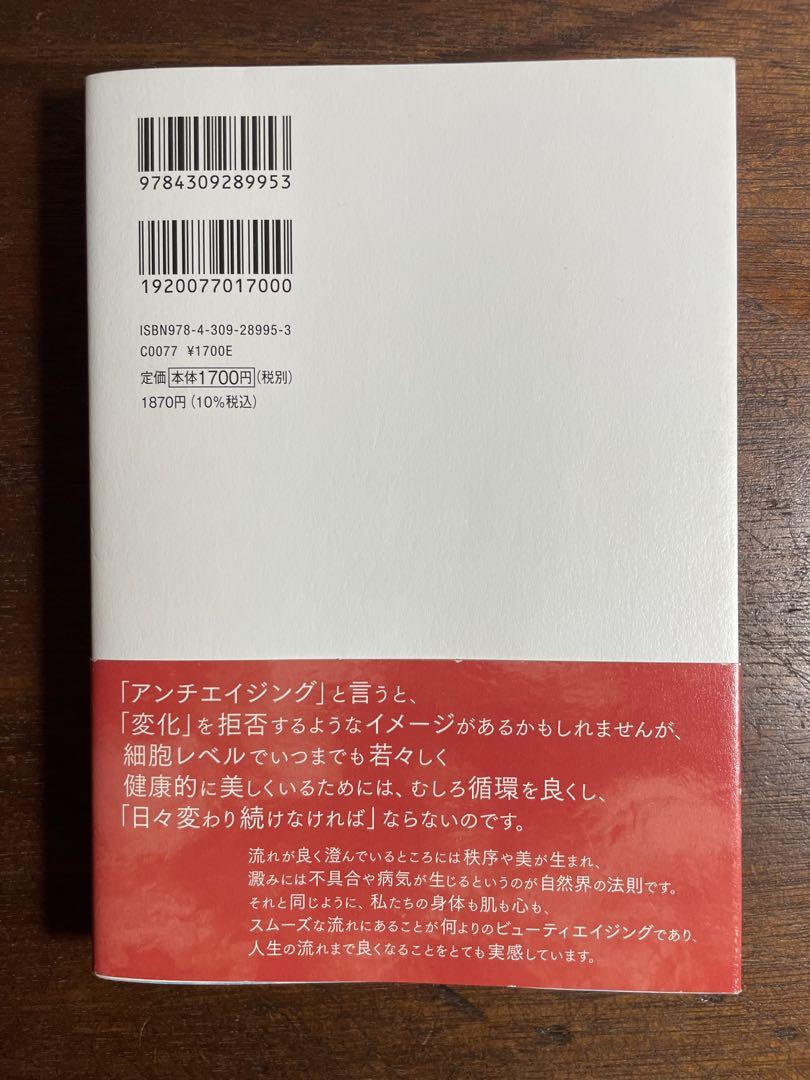 9784309289953
1920077017000
ISBN978-4-309-28995-3
C0077 ¥1700E
定価 本体1700円(税別)
1870円(10%税込)
「アンチエイジング」と言うと、
「変化」を拒否するようなイメージがあるかもしれませんが、
細胞レベルでいつまでも若々しく
健康的に美しくいるためには、むしろ循環を良くし、
「日々変わり続けなければ」ならないのです。
流れが良く澄んでいるところには秩序や美が生まれ、
澱みには不具合や病気が生じるというのが自然界の法則です。
それと同じように、私たちの身体も肌も心も、
スムーズな流れにあることが何よりのビューティエイジングであり、
人生の流れまで良くなることをとても実感しています。